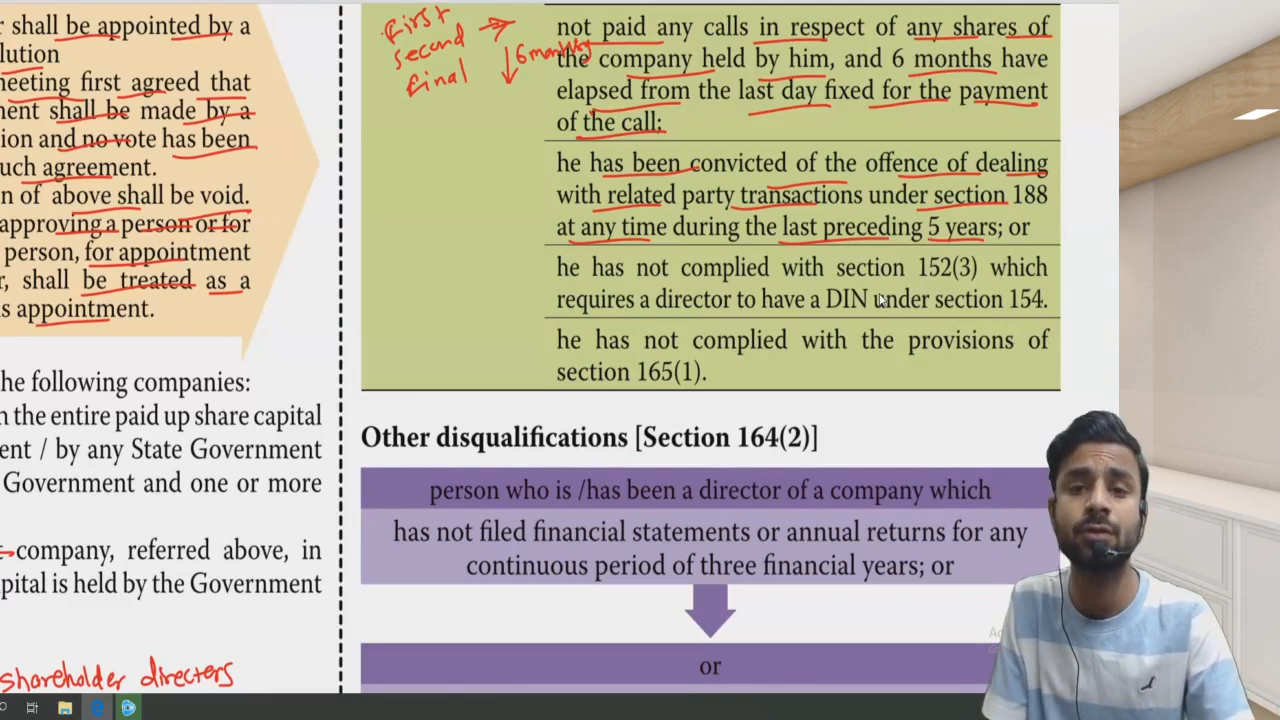 r shall be appointed by a
lution
neeting first agreed that
nent shall be made by a
ion and no vote has been
uch agreement.
n of above shall be void.
approving a person or for
person, for appointment
r, shall be treated as a
is appointment.
the following companies:
n the entire paid up share capital
ent / by any State Government
Government and one or more
company, referred above, in
pital is held by the Government
shareholder directers
First
second
final
6 months
not paid any calls in respect of any shares of
the company held by him, and 6 months have
elapsed from the last day fixed for the payment
of the call;
he has been convicted of the offence of dealing
with related party transactions under section 188
at any time during the last preceding 5 years; or
he has not complied with section 152(3) which
requires a director to have a DIN under section 154.
he has not complied with the provisions of
section 165(1).
Other disqualifications [Section 164(2)]
person who is /has been a director of a company which
has not filed financial statements or annual returns for any
continuous period of three financial years; or
or